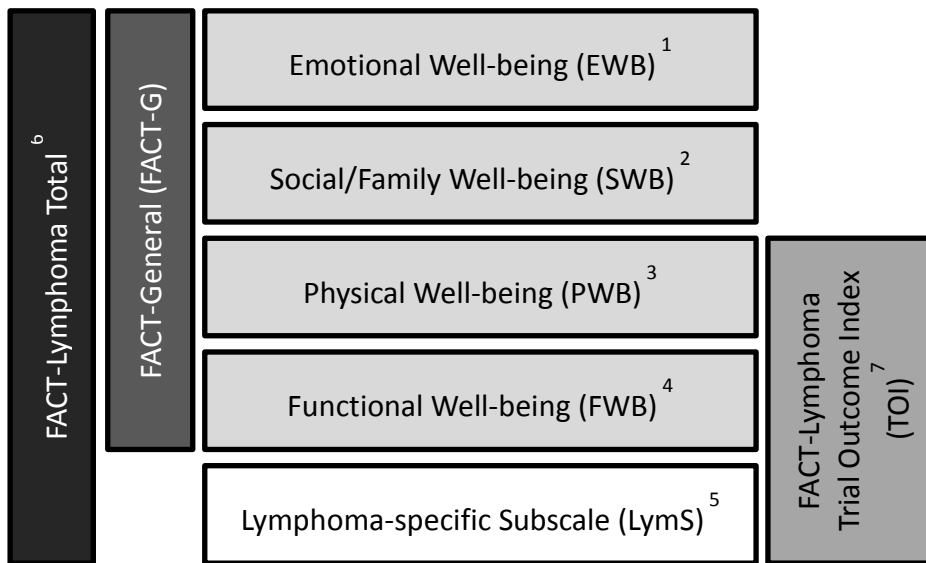 FACT-Lymphoma Total 6
FACT-General (FACT-G)
Emotional Well-being (EWB) 1
Social/Family Well-being (SWB) 2
Physical Well-being (PWB) 3
Functional Well-being (FWB) 4
Lymphoma-specific Subscale (LymS) 5
FACT-Lymphoma
Trial Outcome Index
(TOI) 7